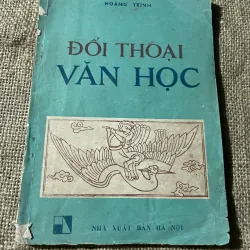 HOÀNG TRINH
ĐỐI THOẠI
VĂN HỌC
NHÀ XUẤT BẢN HÀ NỘI